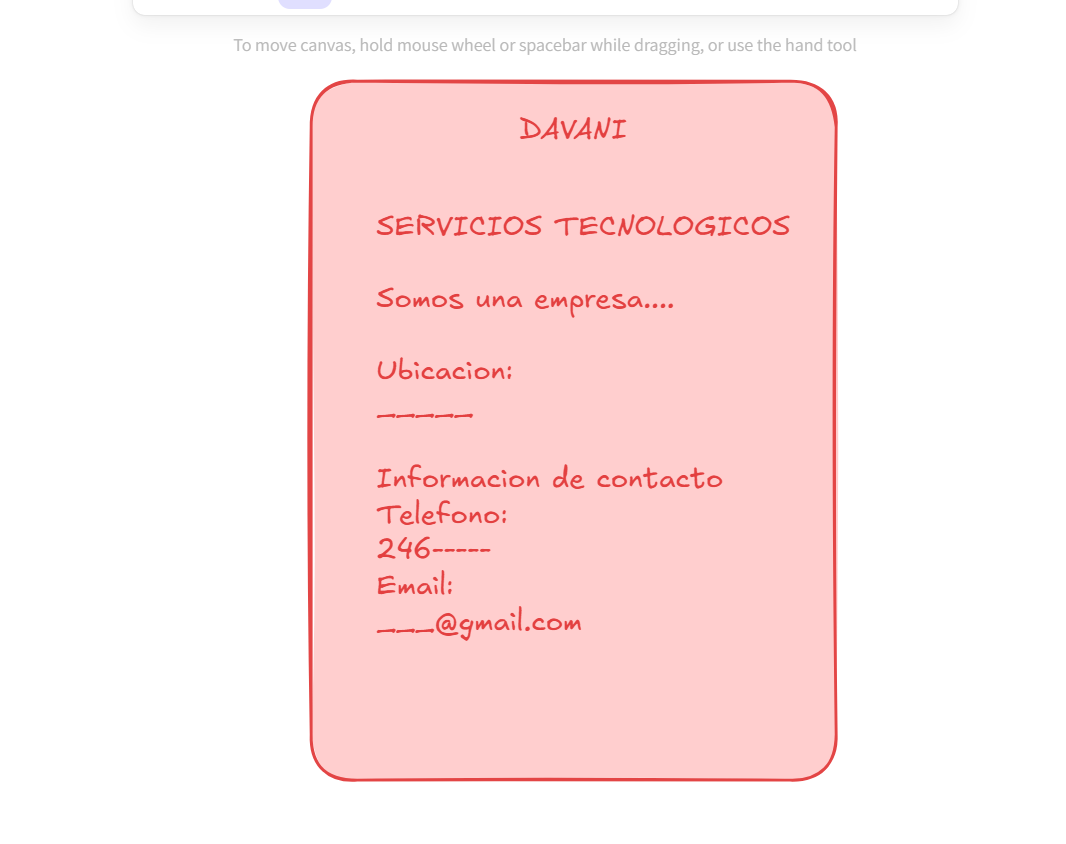 To move canvas, hold mouse wheel or spacebar while dragging, or use the hand tool
DAVANI
SERVICIOS TECNOLOGICOS
Somos una empresa....
Ubicacion:
_____
Informacion de contacto
Telefono:
246-----
Email:
___@gmail.com